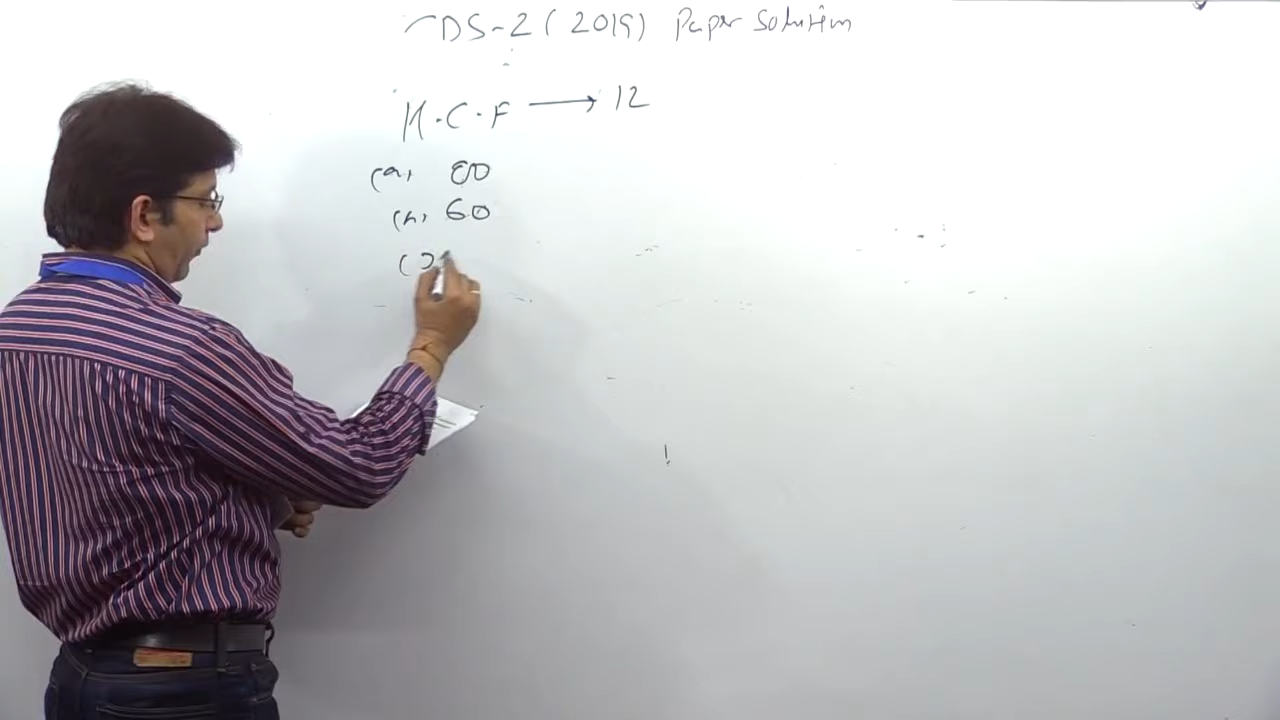 CDS-2 (2019) Paper Solution
H.C.F → 12
(a) 80
(b) 60
(